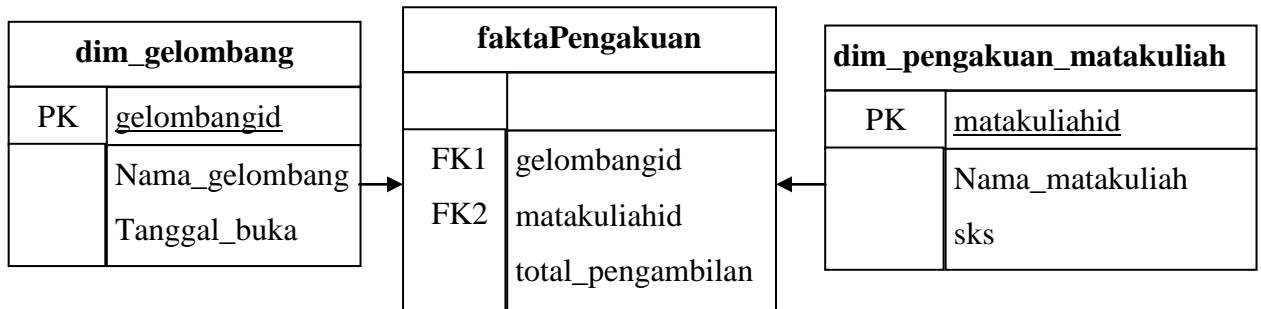 dim_gelombang
PK gelombangid
Nama_gelombang
Tanggal_buka
faktaPengakuan
FK1 gelombangid
FK2 matakuliahid
total_pengambilan
dim_pengakuan_matakuliah
PK matakuliahid
Nama_matakuliah
sks